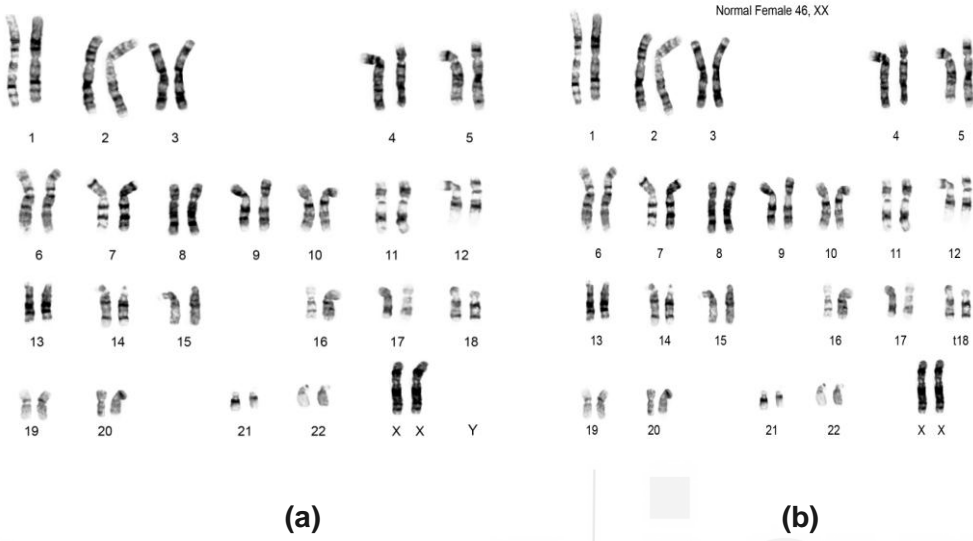 Normal Female 46, XX
1 2 3 4 5
6 7 8 9 10 11 12
13 14 15 16 17 18
19 20 21 22 X X Y
(a)
1 2 3 4 5
6 7 8 9 10 11 12
13 14 15 16 17 t18
19 20 21 22 X X
(b)